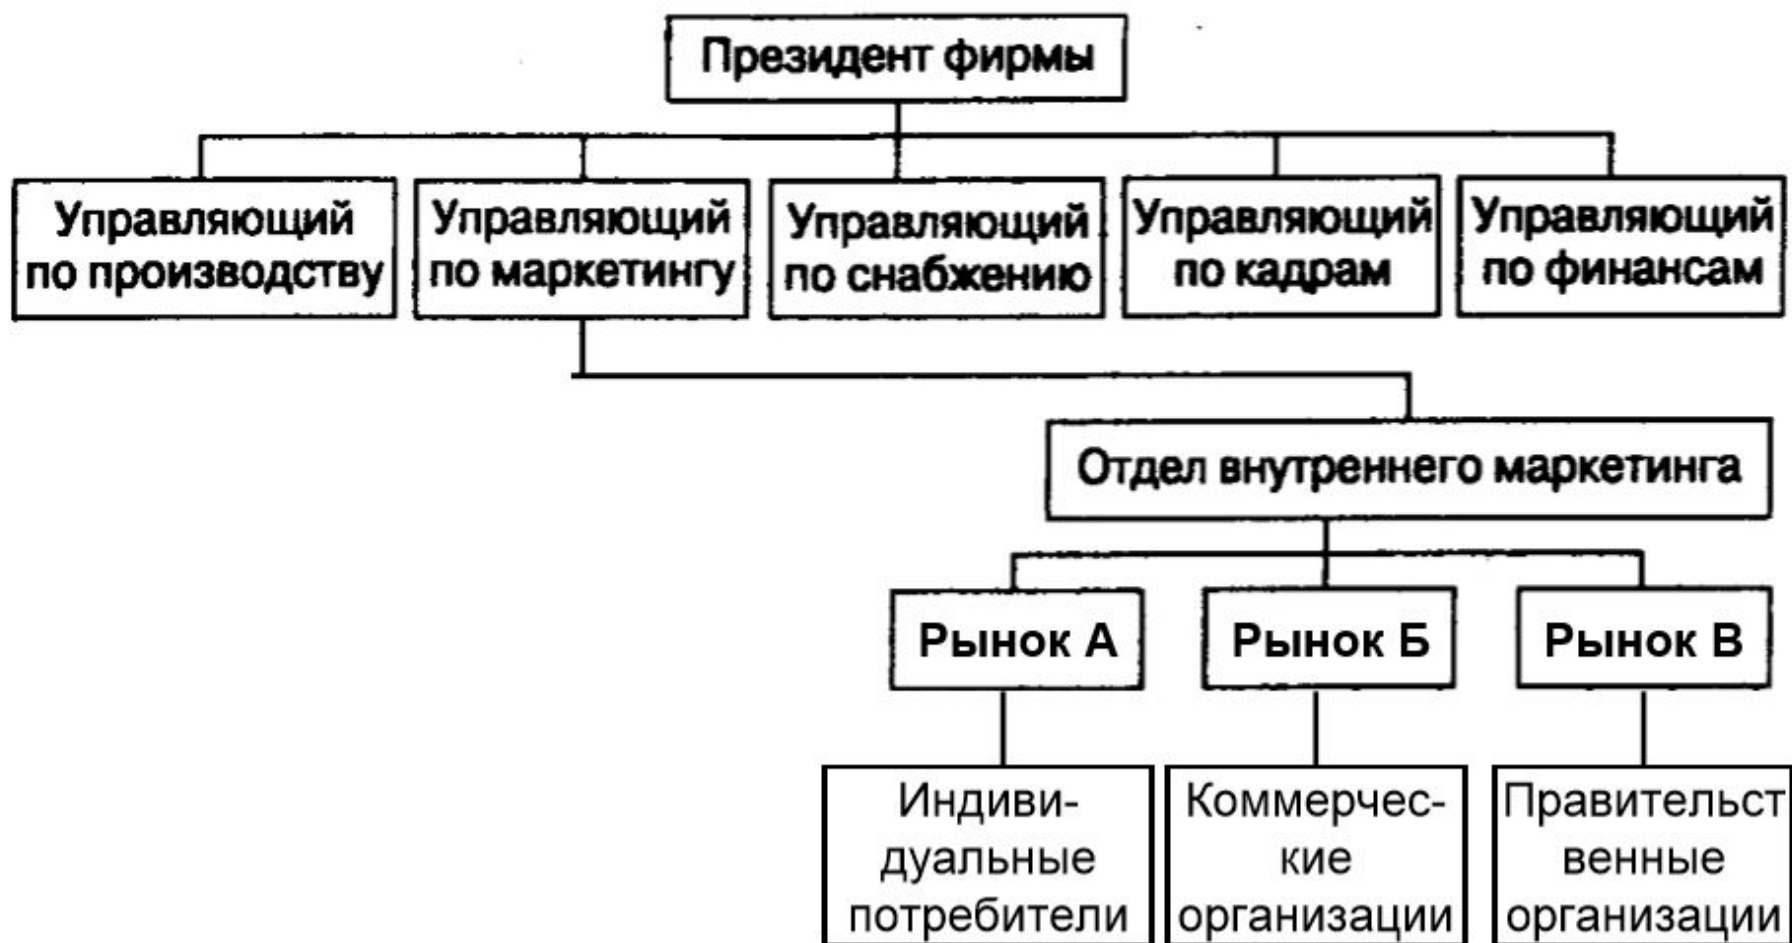 Президент фирмы
Управляющий
по производству
Управляющий
по маркетингу
Управляющий
по снабжению
Управляющий
по кадрам
Управляющий
по финансам
Отдел внутреннего маркетинга
Рынок А
Рынок Б
Рынок В
Индиви-
дуальные
потребители
Коммерчес-
кие
организации
Правительст
венные
организации